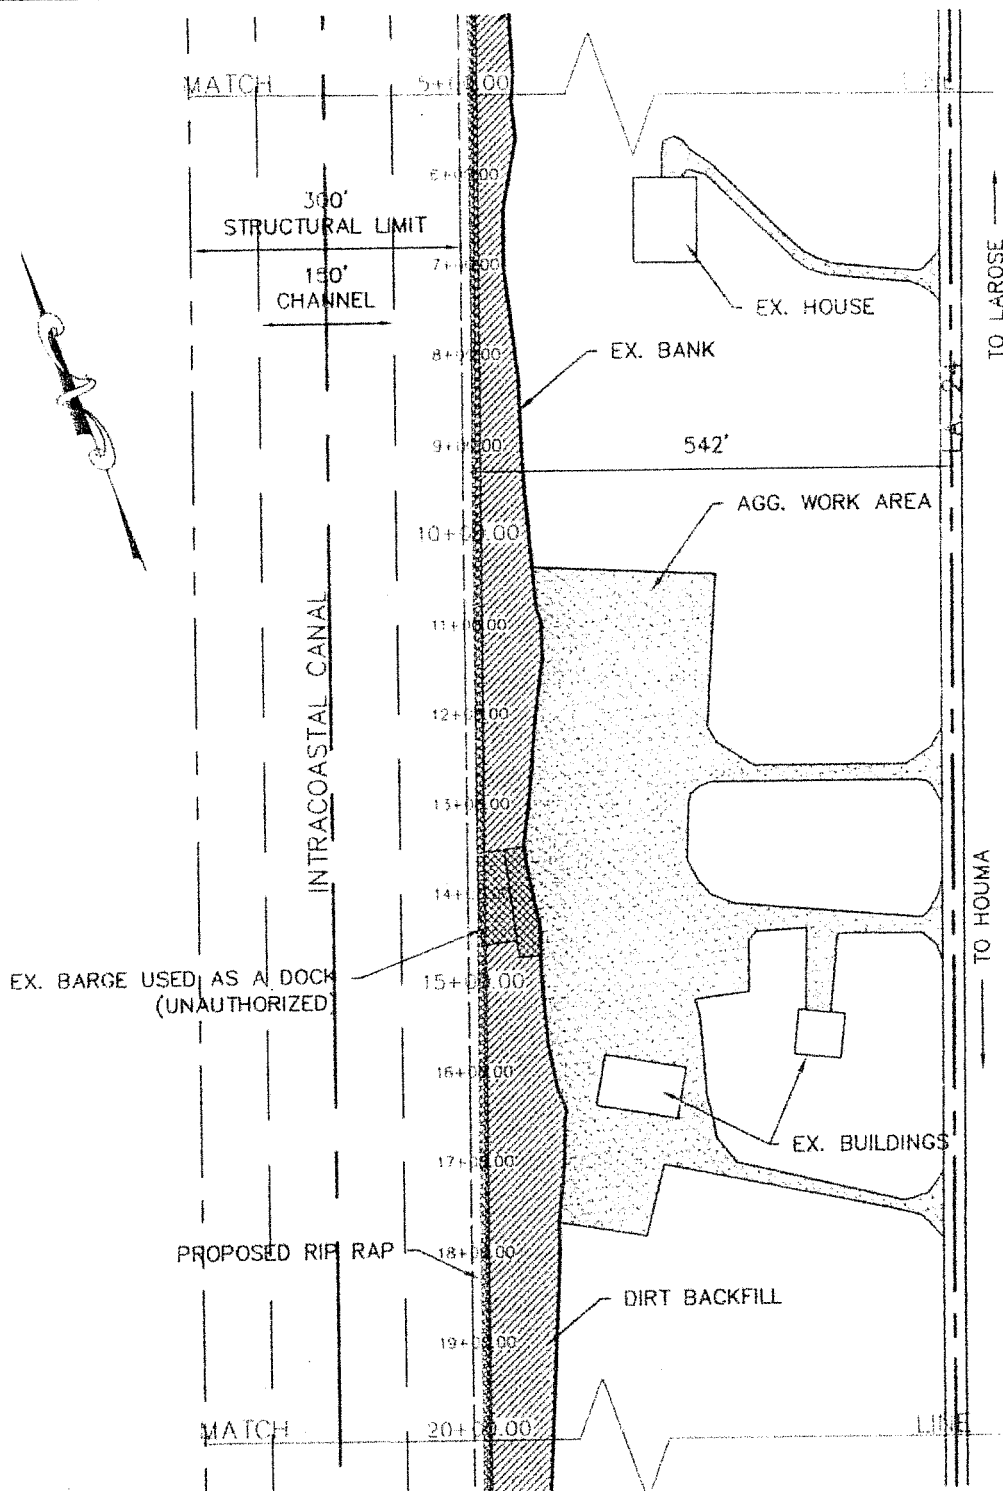 MATCH 5+00.00 LINE
6+00.00
300'
STRUCTURAL LIMIT
7+00.00
150'
CHANNEL
EX. HOUSE
TO LAROSE
8+00.00
EX. BANK
LA 24
9+00.00
542'
AGG. WORK AREA
10+00.00
INTRACOASTAL CANAL
11+00.00
12+00.00
13+00.00
14+00.00
TO HOUMA
EX. BARGE USED AS A DOCK
(UNAUTHORIZED)
15+00.00
16+00.00
EX. BUILDINGS
17+00.00
PROPOSED RIP RAP
18+00.00
DIRT BACKFILL
19+00.00
MATCH 20+00.00 LINE